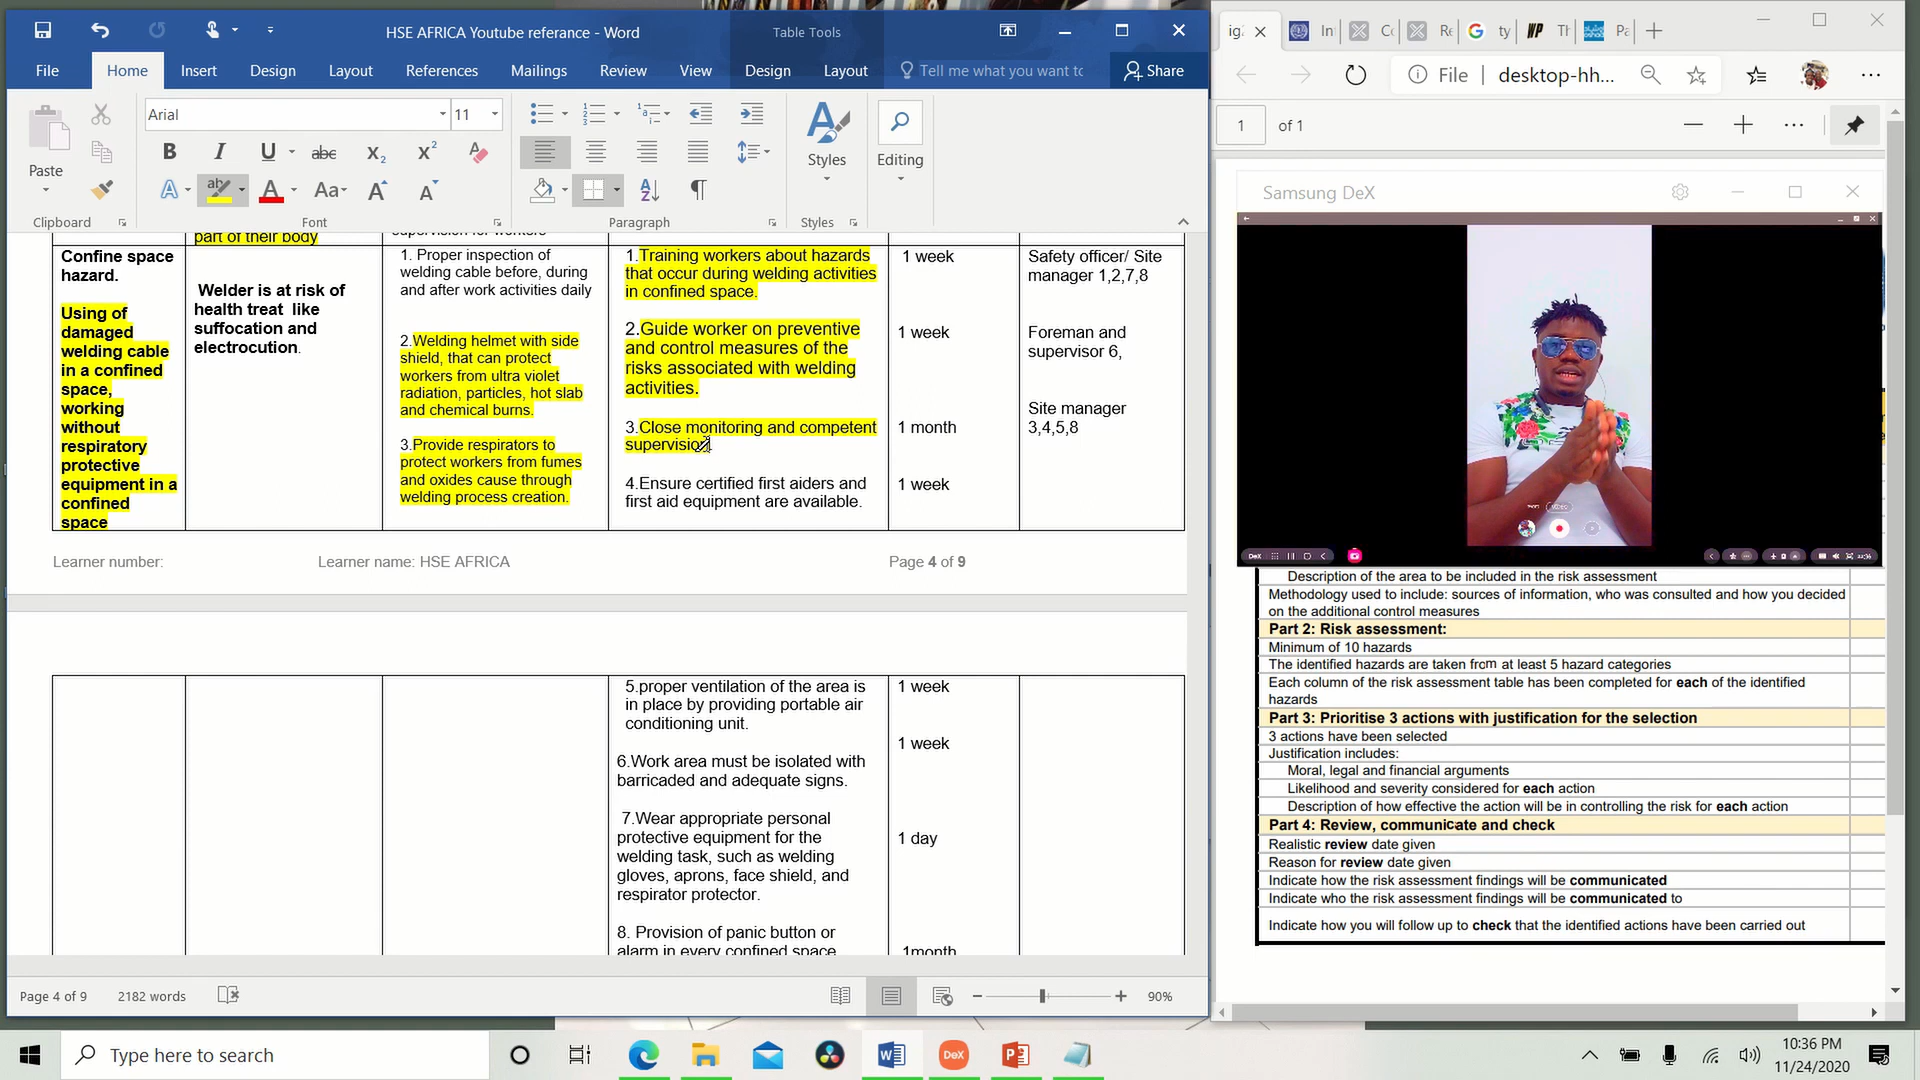 HSE AFRICA Youtube referance - Word
Table Tools
File
Home
Insert
Design
Layout
References
Mailings
Review
View
Design
Layout
Tell me what you want to
Share
Paste
Clipboard
Arial
11
Font
Paragraph
Styles
Styles
Editing
part of their body
Confine space
hazard.
Using of
damaged
welding cable
in a confined
space,
working
without
respiratory
protective
equipment in a
confined
space
Welder is at risk of
health treat like
suffocation and
electrocution.
1. Proper inspection of
welding cable before, during
and after work activities daily
2.Welding helmet with side
shield, that can protect
workers from ultra violet
radiation, particles, hot slab
and chemical burns.
3.Provide respirators to
protect workers from fumes
and oxides cause through
welding process creation.
1.Training workers about hazards
that occur during welding activities
in confined space.
2.Guide worker on preventive
and control measures of the
risks associated with welding
activities.
3.Close monitoring and competent
supervision
4.Ensure certified first aiders and
first aid equipment are available.
1 week
1 week
1 month
1 week
Safety officer/ Site
manager 1,2,7,8
Foreman and
supervisor 6,
Site manager
3,4,5,8
Learner number:
Learner name: HSE AFRICA
Page 4 of 9
5.proper ventilation of the area is
in place by providing portable air
conditioning unit.
6.Work area must be isolated with
barricaded and adequate signs.
7.Wear appropriate personal
protective equipment for the
welding task, such as welding
gloves, aprons, face shield, and
respirator protector.
8. Provision of panic button or
alarm in every confined space
1 week
1 week
1 day
1month
Page 4 of 9
2182 words
90%
File
desktop-hh...
1
of 1
Samsung DeX
Description of the area to be included in the risk assessment
Methodology used to include: sources of information, who was consulted and how you decided
on the additional control measures
Part 2: Risk assessment:
Minimum of 10 hazards
The identified hazards are taken from at least 5 hazard categories
Each column of the risk assessment table has been completed for each of the identified
hazards
Part 3: Prioritise 3 actions with justification for the selection
3 actions have been selected
Justification includes:
Moral, legal and financial arguments
Likelihood and severity considered for each action
Description of how effective the action will be in controlling the risk for each action
Part 4: Review, communicate and check
Realistic review date given
Reason for review date given
Indicate how the risk assessment findings will be communicated
Indicate who the risk assessment findings will be communicated to
Indicate how you will follow up to check that the identified actions have been carried out
Type here to search
10:36 PM
11/24/2020